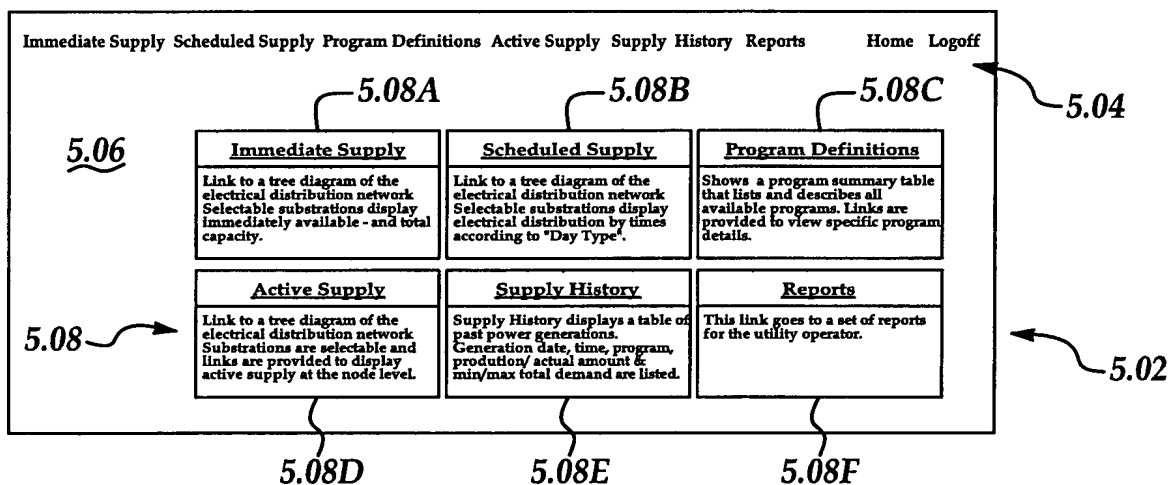 Immediate Supply Scheduled Supply Program Definitions Active Supply Supply History Reports Home Logoff
5.08A 5.08B 5.08C
5.04
5.06
Immediate Supply
Link to a tree diagram of the
electrical distribution network
Selectable substrations display
immediately available - and total
capacity.
Scheduled Supply
Link to a tree diagram of the
electrical distribution network
Selectable substrations display
electrical distribution by times
according to "Day Type".
Program Definitions
Shows a program summary table
that lists and describes all
available programs. Links are
provided to view specific program
details.
5.08
Active Supply
Link to a tree diagram of the
electrical distribution network
Substrations are selectable and
links are provided to display
active supply at the node level.
Supply History
Supply History displays a table of
past power generations.
Generation date, time, program,
prodution/ actual amount &
min/max total demand are listed.
Reports
This link goes to a set of reports
for the utility operator.
5.02
5.08D 5.08E 5.08F